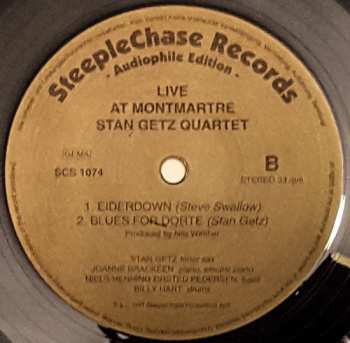 SteepleChase Records
- Audiophile Edition -
LIVE
AT MONTMARTRE
STAN GETZ QUARTET
GEMA
B
SCS 1074
STEREO 33 rpm
1. EIDERDOWN (Steve Swallow)
2. BLUES FOR DORTE (Stan Getz)
Produced by Nils Winther
STAN GETZ tenor sax
JOANNE BRACKEEN piano, electric piano
NIELS-HENNING ØRSTED PEDERSEN bass
BILLY HART drums